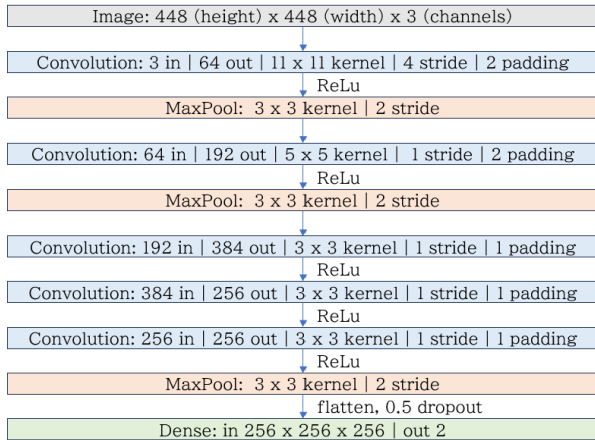 Image: 448 (height) x 448 (width) x 3 (channels)
Convolution: 3 in | 64 out | 11 x 11 kernel | 4 stride | 2 padding
ReLu
MaxPool: 3 x 3 kernel | 2 stride
Convolution: 64 in | 192 out | 5 x 5 kernel | 1 stride | 2 padding
ReLu
MaxPool: 3 x 3 kernel | 2 stride
Convolution: 192 in | 384 out | 3 x 3 kernel | 1 stride | 1 padding
ReLu
Convolution: 384 in | 256 out | 3 x 3 kernel | 1 stride | 1 padding
ReLu
Convolution: 256 in | 256 out | 3 x 3 kernel | 1 stride | 1 padding
ReLu
MaxPool: 3 x 3 kernel | 2 stride
flatten, 0.5 dropout
Dense: in 256 x 256 x 256 | out 2